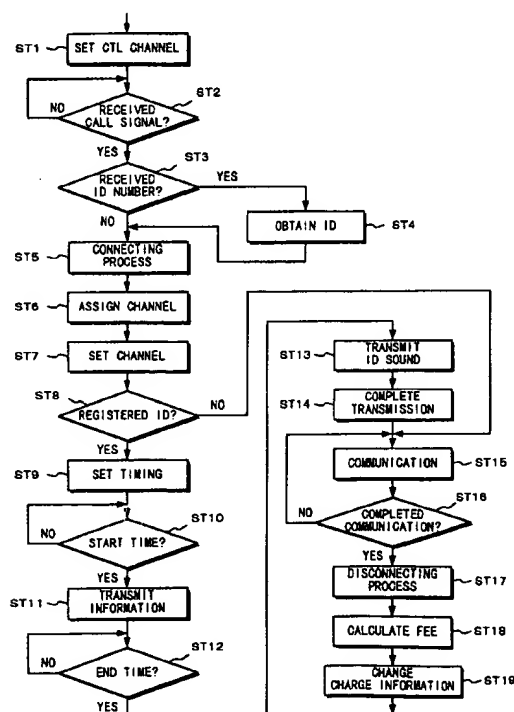 ST1
SET CTL CHANNEL
NO
ST2
RECEIVED
CALL SIGNAL?
YES
ST3
RECEIVED
ID NUMBER?
YES
NO
OBTAIN ID
ST4
ST5
CONNECTING
PROCESS
ST6
ASSIGN CHANNEL
ST7
SET CHANNEL
ST8
REGISTERED ID?
NO
YES
ST9
SET TIMING
ST10
NO
START TIME?
YES
ST11
TRANSMIT
INFORMATION
ST12
NO
END TIME?
YES
ST13
TRANSMIT
ID SOUND
ST14
COMPLETE
TRANSMISSION
COMMUNICATION
ST15
NO
ST16
COMPLETED
COMMUNICATION?
YES
DISCONNECTING
PROCESS
ST17
CALCULATE FEE
ST18
CHANGE
CHARGE INFORMATION
ST19